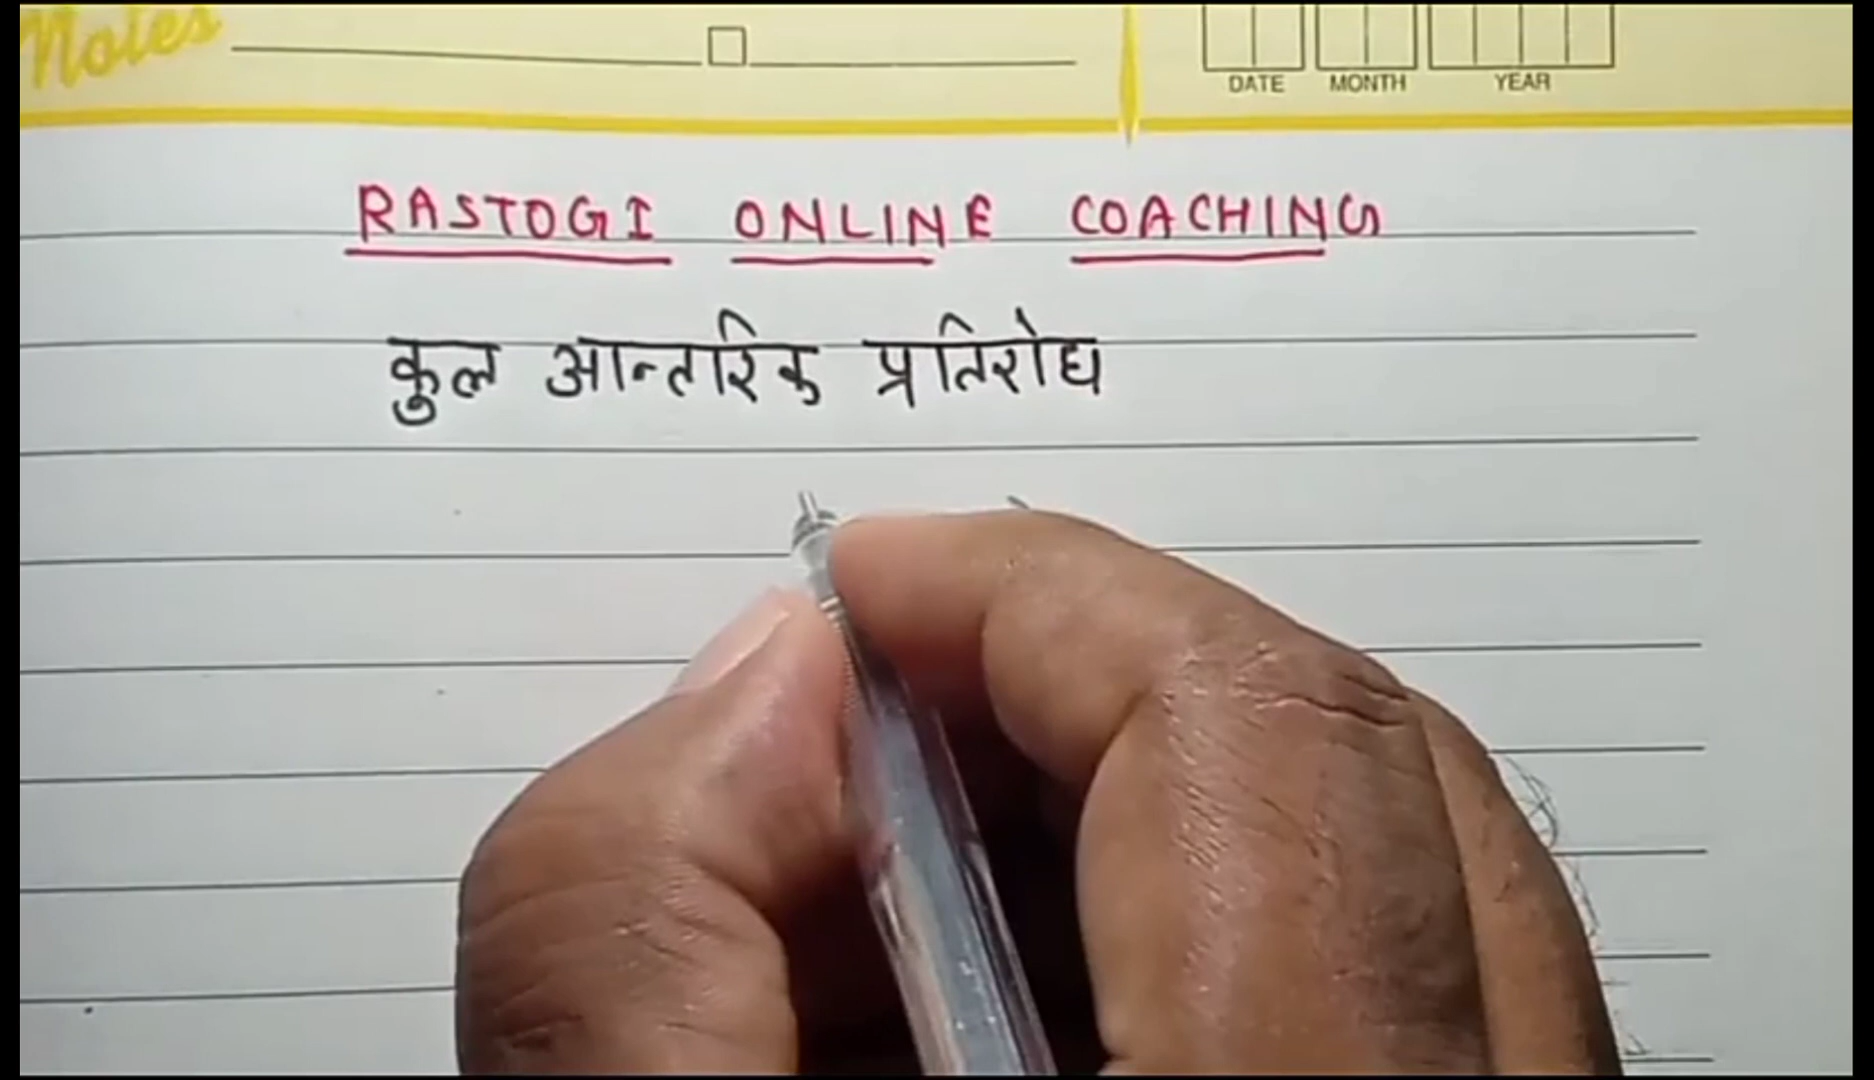 Notes
DATE MONTH YEAR
RASTOGI ONLINE COACHING
कुल आन्तरिक प्रतिरोध